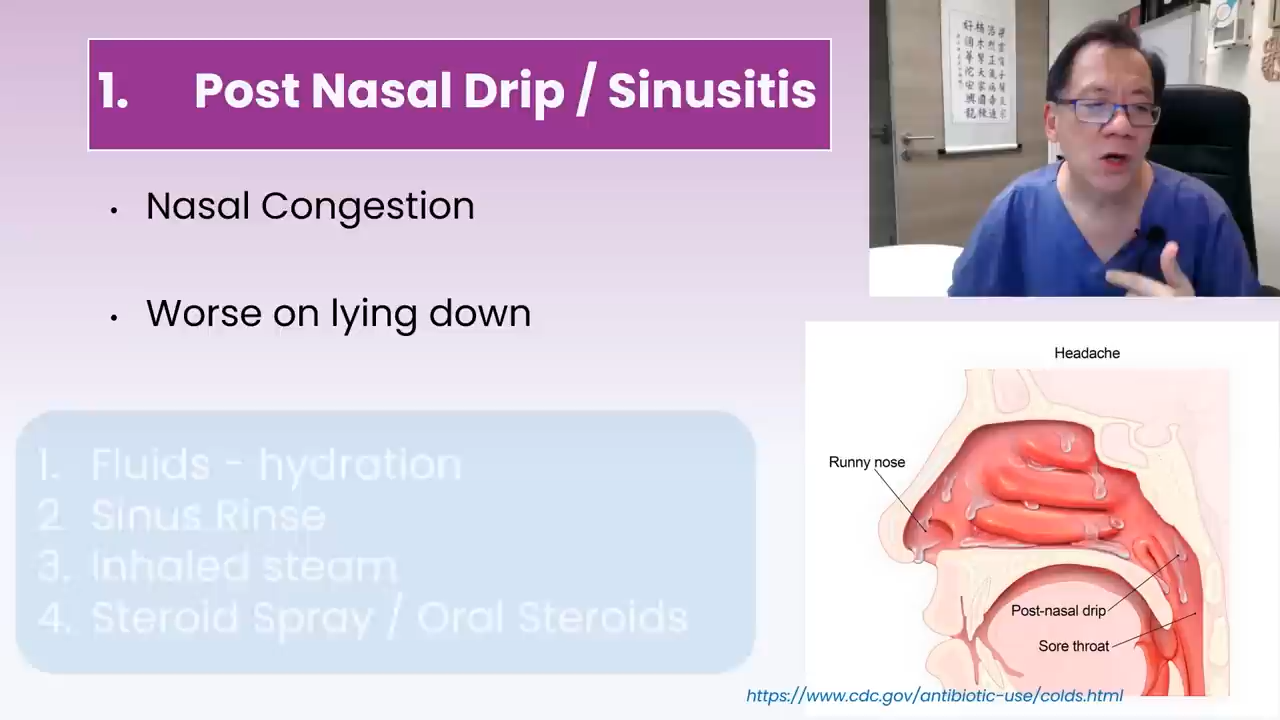 1. Post Nasal Drip / Sinusitis
• Nasal Congestion
• Worse on lying down
1. Fluids - hydration
2. Sinus Rinse
3. Inhaled steam
4. Steroid Spray / Oral Steroids
Headache
Runny nose
Post-nasal drip
Sore throat
https://www.cdc.gov/antibiotic-use/colds.html